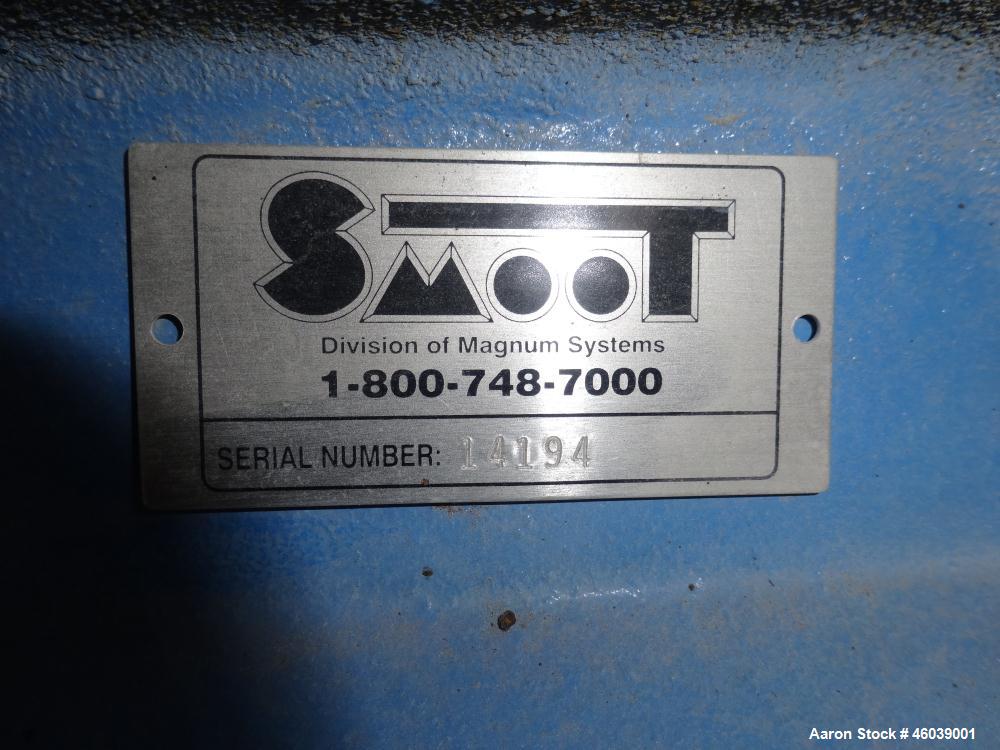 SMOOT
Division of Magnum Systems
1-800-748-7000
SERIAL NUMBER: 14194
Aaron Stock # 46039001